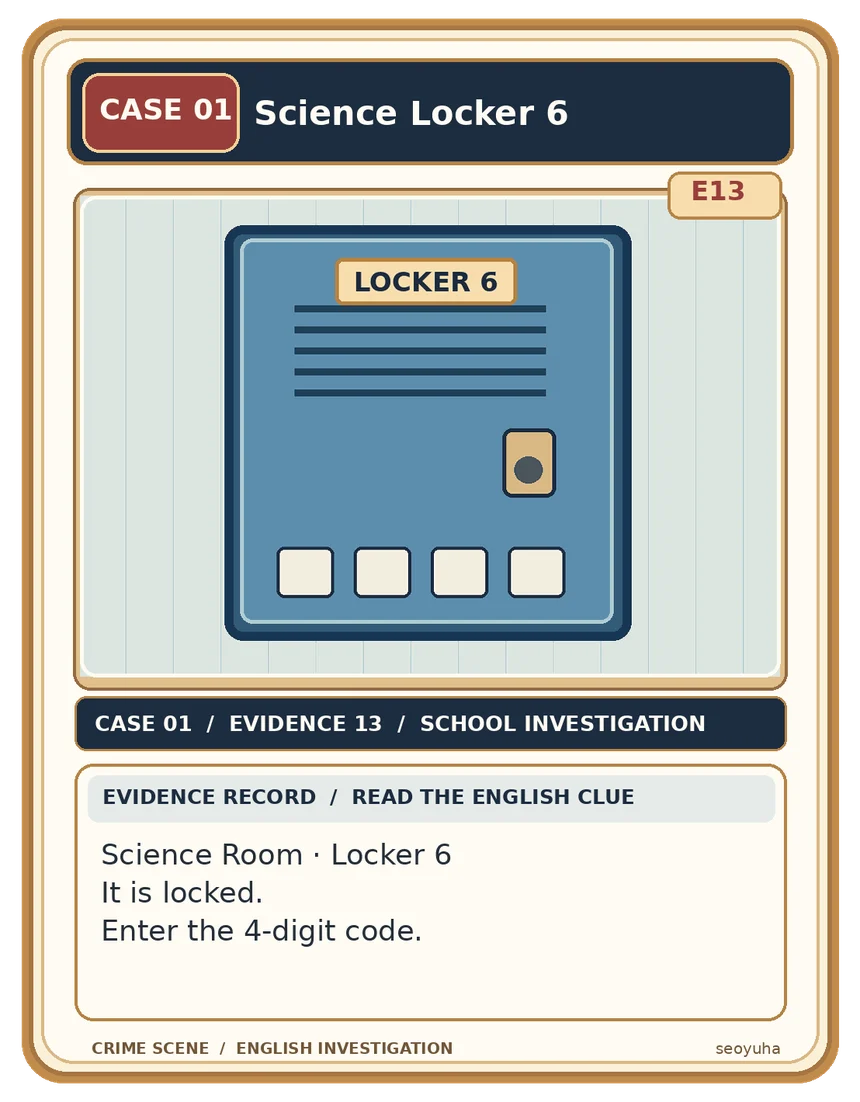 CASE 01 Science Locker 6
E13
LOCKER 6
CASE 01 / EVIDENCE 13 / SCHOOL INVESTIGATION
EVIDENCE RECORD / READ THE ENGLISH CLUE
Science Room · Locker 6
It is locked.
Enter the 4-digit code.
CRIME SCENE / ENGLISH INVESTIGATION seoyuha